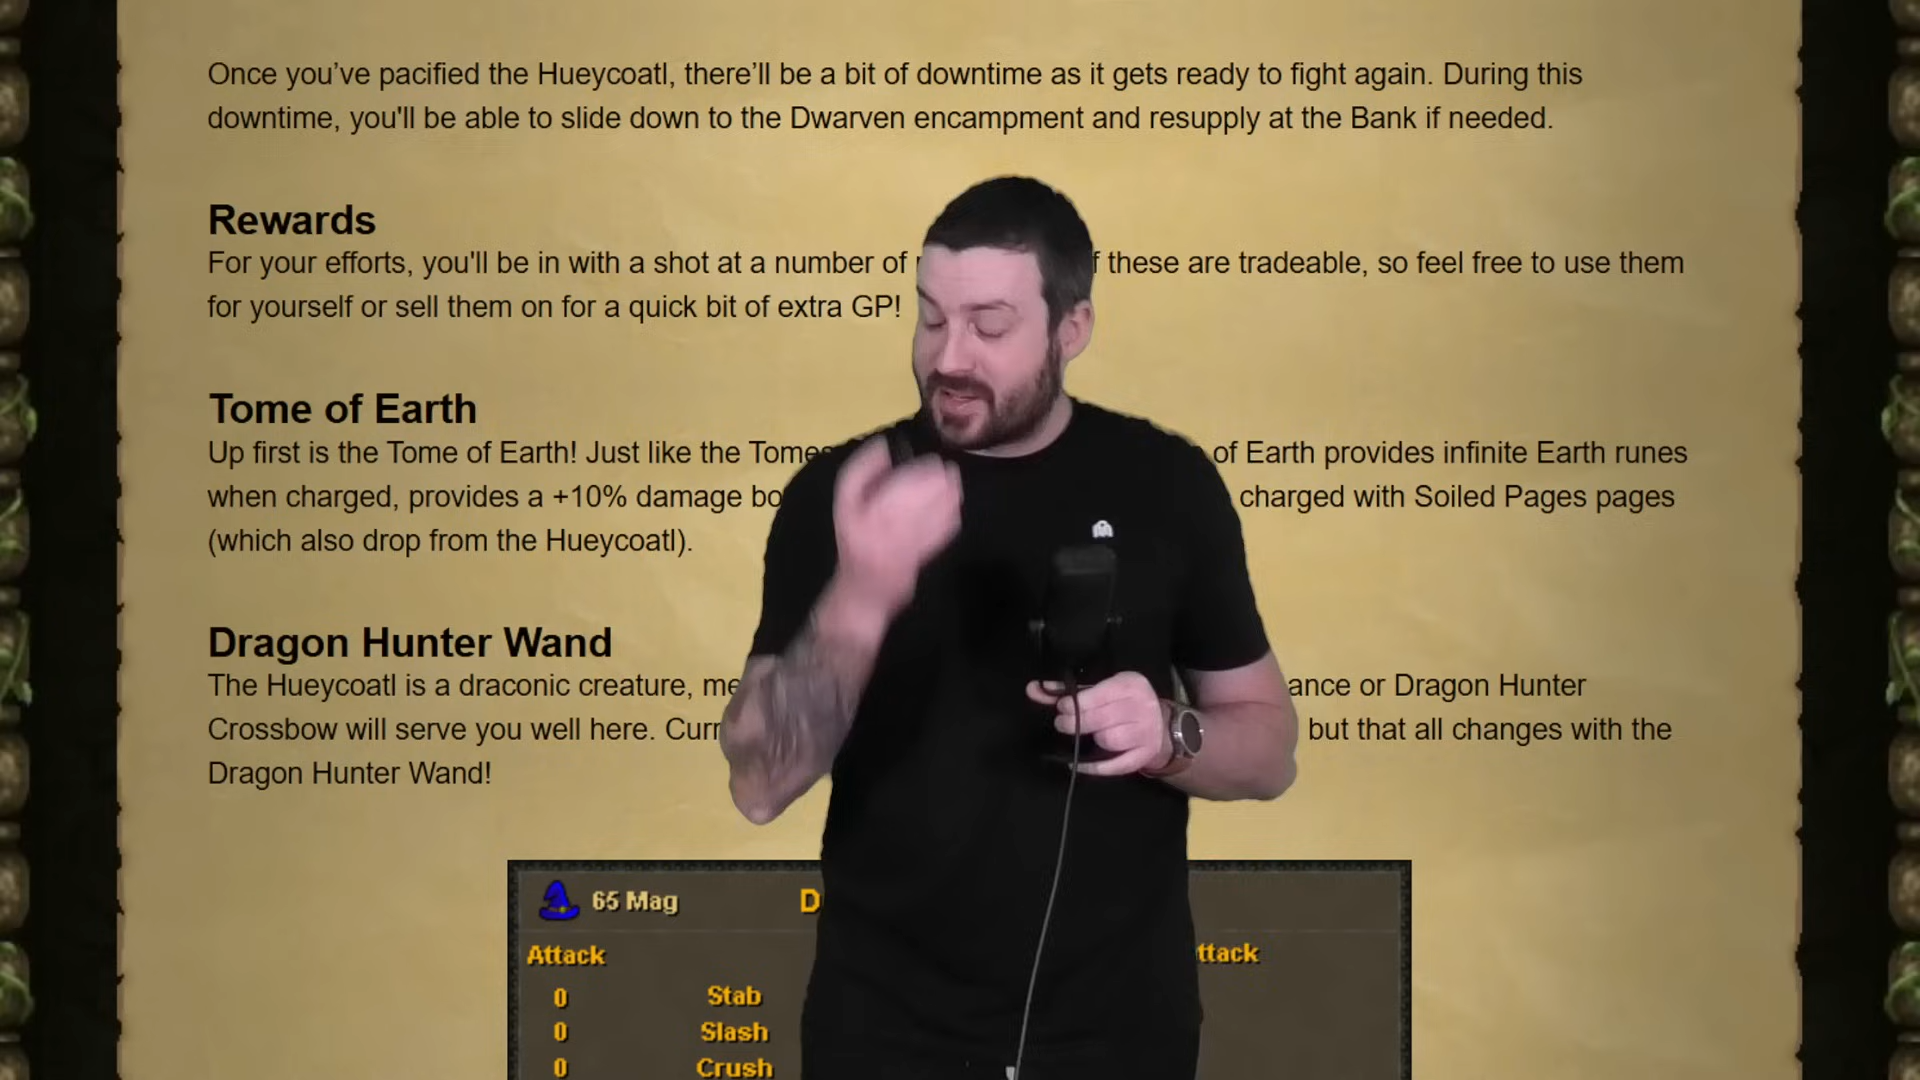 Once you’ve pacified the Hueycoatl, there’ll be a bit of downtime as it gets ready to fight again. During this
downtime, you'll be able to slide down to the Dwarven encampment and resupply at the Bank if needed.
Rewards
For your efforts, you'll be in with a shot at a number of these are tradeable, so feel free to use them
for yourself or sell them on for a quick bit of extra GP!
Tome of Earth
Up first is the Tome of Earth! Just like the Tomes of Earth provides infinite Earth runes
when charged, provides a +10% damage charged with Soiled Pages pages
(which also drop from the Hueycoatl).
Dragon Hunter Wand
The Hueycoatl is a draconic creature, or Dragon Hunter
Crossbow will serve you well here. but that all changes with the
Dragon Hunter Wand!
65 Mag
Attack
0 Stab
0 Slash
0 Crush